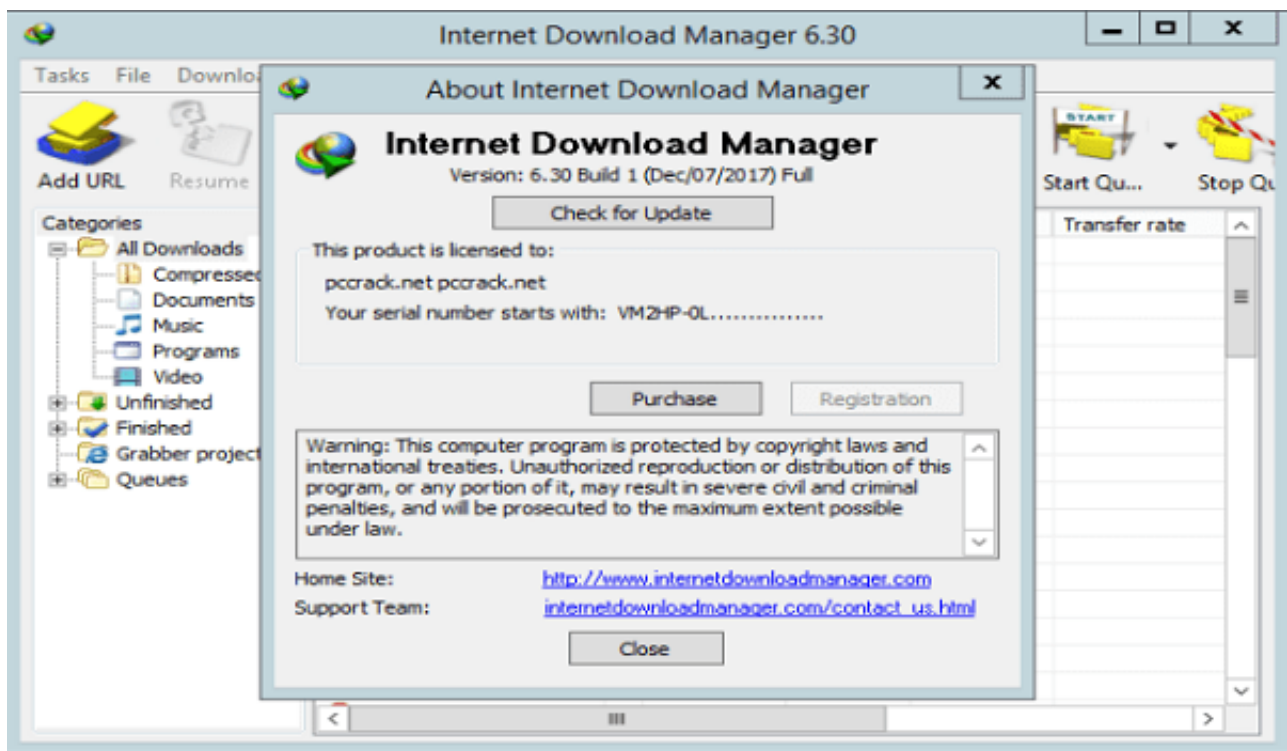 Internet Download Manager 6.30
Tasks File Downlo
About Internet Download Manager
Internet Download Manager
Version: 6.30 Build 1 (Dec/07/2017) Full
Check for Update
Add URL
Resume
START
Start Qu...
Stop Qu
Categories
All Downloads
Compressed
Documents
Music
Programs
Video
Unfinished
Finished
Grabber project
Queues
Transfer rate
This product is licensed to:
pccrack.net pccrack.net
Your serial number starts with: VM2HP-0L...............
Purchase
Registration
Warning: This computer program is protected by copyright laws and
international treaties. Unauthorized reproduction or distribution of this
program, or any portion of it, may result in severe civil and criminal
penalties, and will be prosecuted to the maximum extent possible
under law.
Home Site: http://www.internetdownloadmanager.com
Support Team: internetdownloadmanager.com/contact_us.html
Close